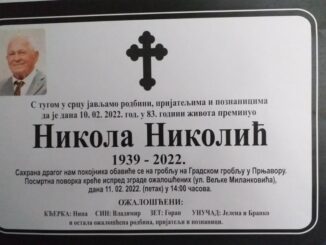 С тугом у срцу јављамо родбини, пријатељима и познаницима
да је дана 10. 02. 2022. год. у 83. години живота преминуо
Никола Николић
1939 - 2022.
Сахрана драгог нам покојника обавиће се на гробљу на Градском гробљу у Прњавору.
Посмртна поворка креће испред зграде ожалошћених (ул. Вељка Миланковића),
дана 11. 02. 2022. (петак) у 14:00 часова.
ОЖАЛОШЋЕНИ:
КЋЕРКА: Нина СИН: Владимир ЗЕТ: Горан УНУЧАД: Јелена и Бранко
и остала ожалошћена родбина, пријатељи и познаници.